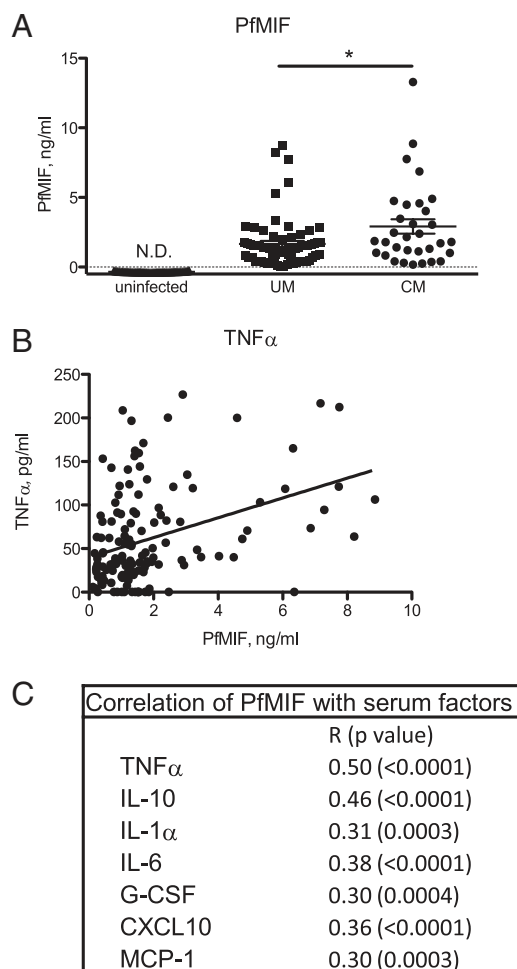 A
PfMIF
*
15
10
5
0
PfMIF, ng/ml
N.D.
uninfected UM CM
B
TNFα
250
200
150
100
50
0
TNFα, pg/ml
0 2 4 6 8 10
PfMIF, ng/ml
C
Correlation of PfMIF with serum factors
R (p value)
TNFα 0.50 (<0.0001)
IL-10 0.46 (<0.0001)
IL-1α 0.31 (0.0003)
IL-6 0.38 (<0.0001)
G-CSF 0.30 (0.0004)
CXCL10 0.36 (<0.0001)
MCP-1 0.30 (0.0003)